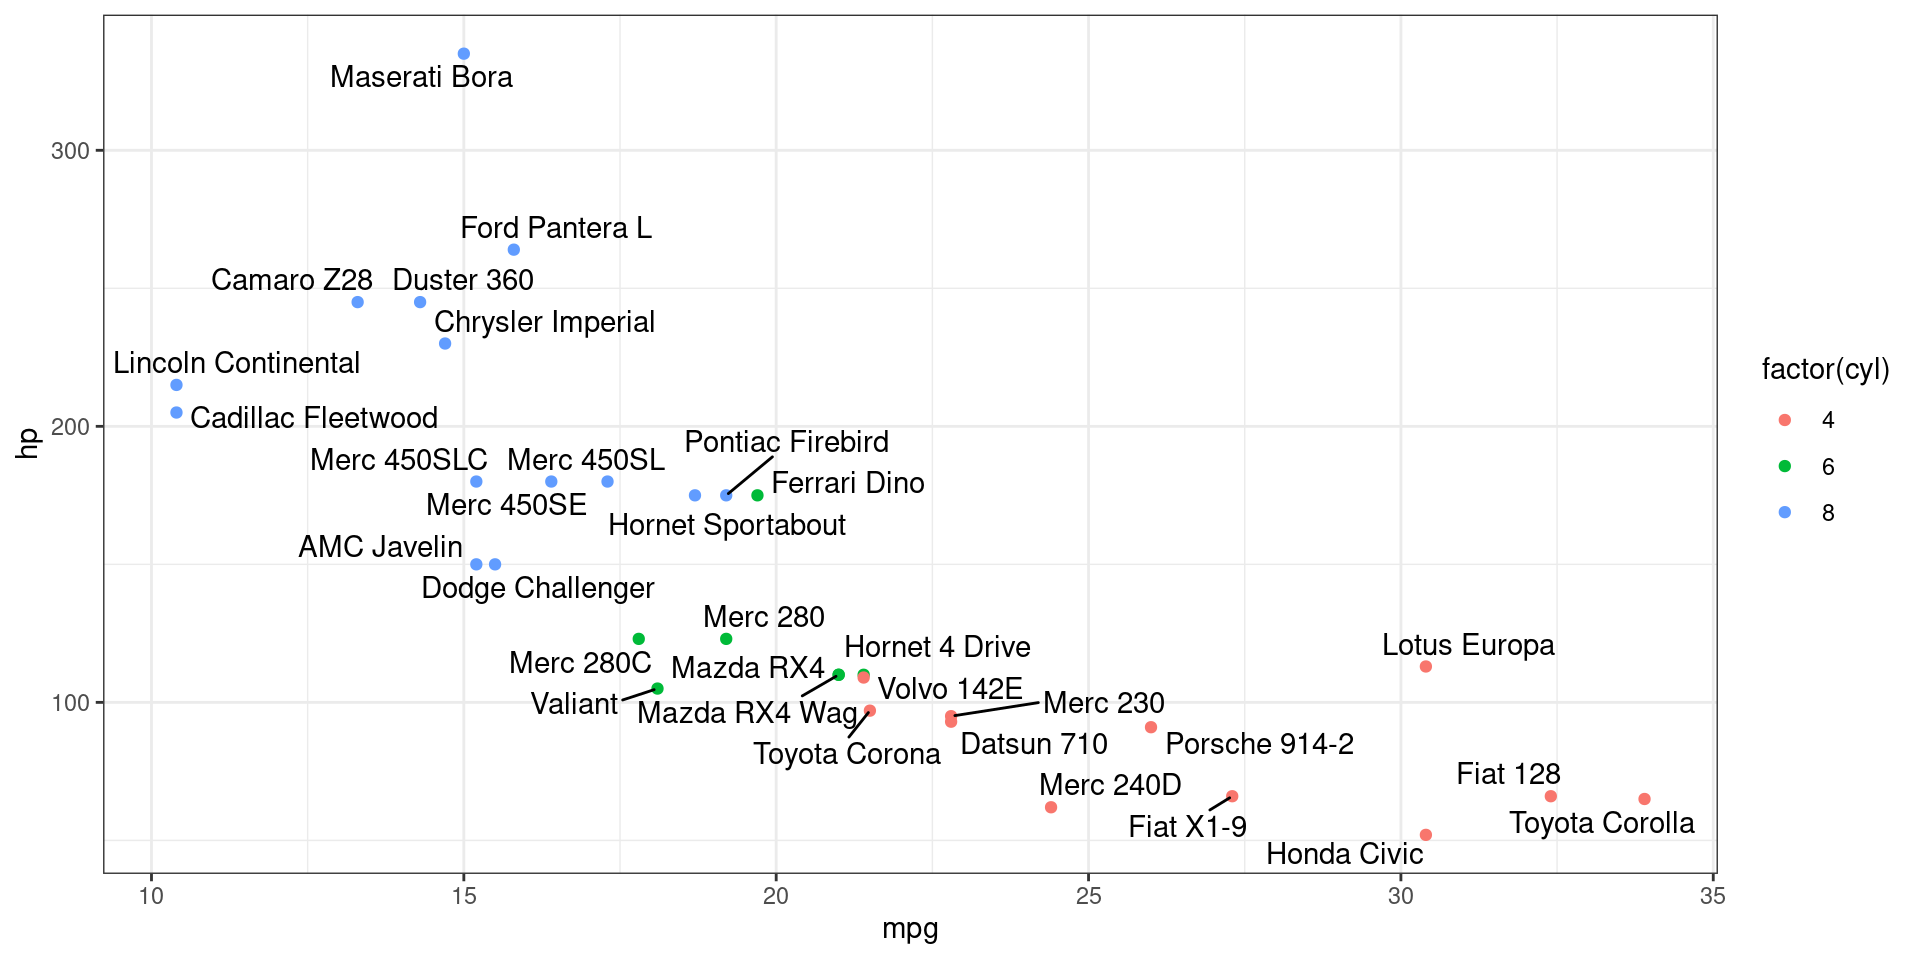 Maserati Bora
300
Ford Pantera L
Camaro Z28
Duster 360
Chrysler Imperial
Lincoln Continental
Cadillac Fleetwood
200
hp
Pontiac Firebird
Merc 450SLC
Merc 450SL
Ferrari Dino
Merc 450SE
Hornet Sportabout
AMC Javelin
Dodge Challenger
Merc 280
Hornet 4 Drive
Lotus Europa
Merc 280C
Mazda RX4
Volvo 142E
Valiant
100
Merc 230
Mazda RX4 Wag
Toyota Corona
Datsun 710
Porsche 914-2
Merc 240D
Fiat 128
Fiat X1-9
Toyota Corolla
Honda Civic
10
15
20
25
30
35
mpg
factor(cyl)
4
6
8